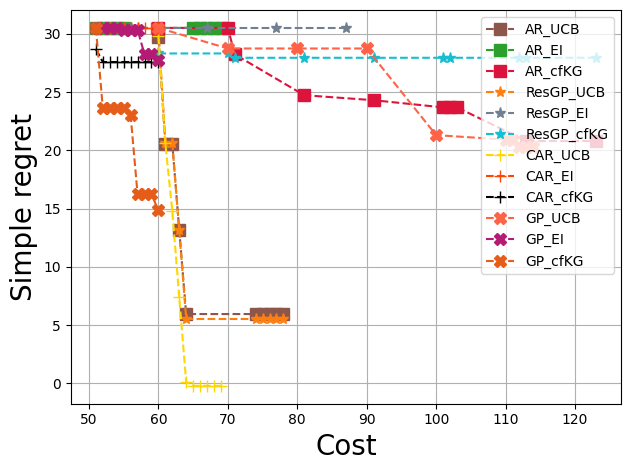 Simple regret
30
25
20
15
10
5
0
50 60 70 80 90 100 110 120
Cost
AR_UCB
AR_EI
AR_cfKG
ResGP_UCB
ResGP_EI
ResGP_cfKG
CAR_UCB
CAR_EI
CAR_cfKG
GP_UCB
GP_EI
GP_cfKG